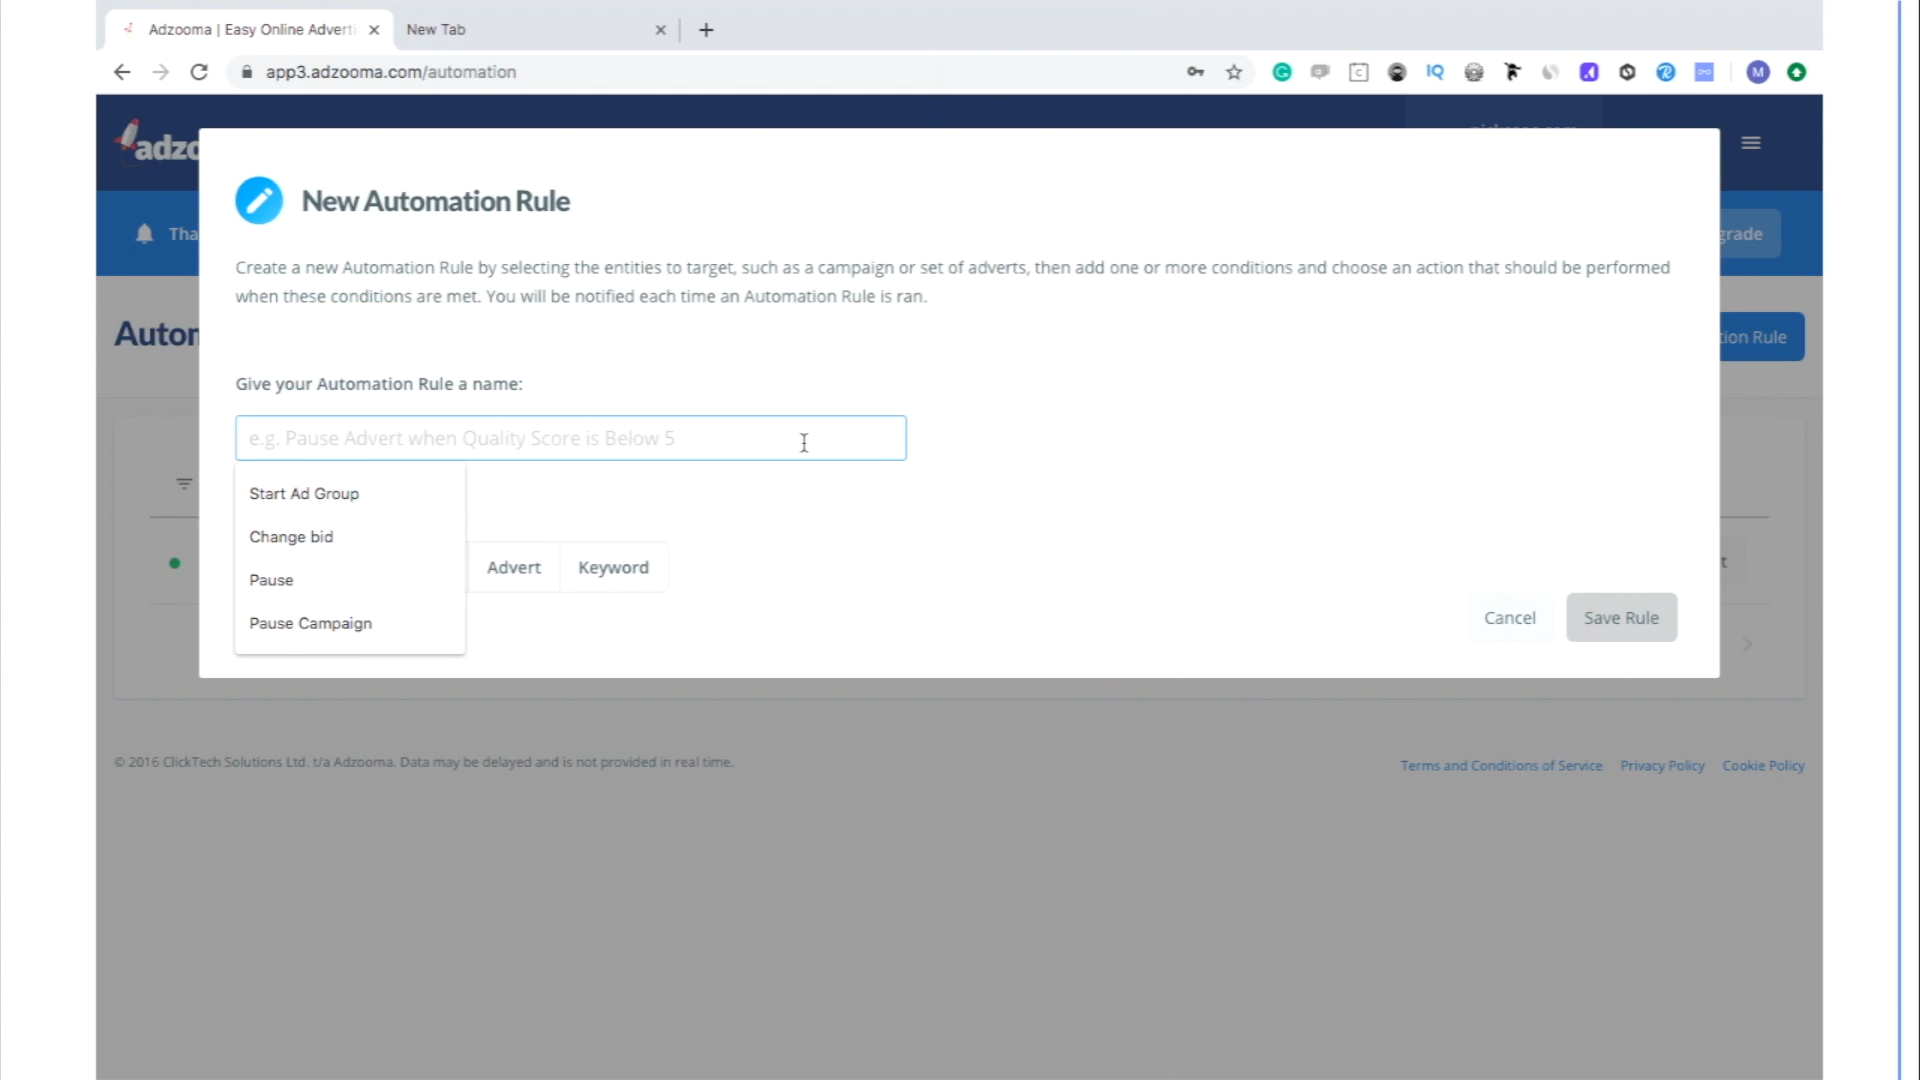 Adzooma | Easy Online Adverti
New Tab
app3.adzooma.com/automation
adzo
New Automation Rule
Tha
grade
Create a new Automation Rule by selecting the entities to target, such as a campaign or set of adverts, then add one or more conditions and choose an action that should be performed
when these conditions are met. You will be notified each time an Automation Rule is ran.
Autom
tion Rule
Give your Automation Rule a name:
e.g. Pause Advert when Quality Score is Below 5
Start Ad Group
Change bid
Pause
Pause Campaign
Advert
Keyword
t
Cancel
Save Rule
© 2016 ClickTech Solutions Ltd. t/a Adzooma. Data may be delayed and is not provided in real time.
Terms and Conditions of Service
Privacy Policy
Cookie Policy